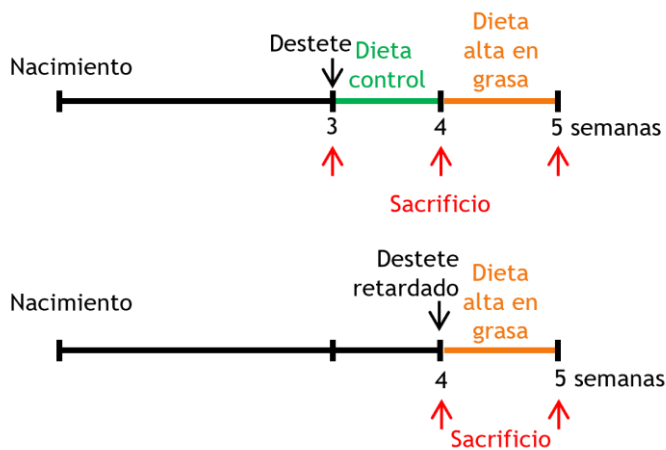 Destete
Dieta
control
Dieta
alta en
grasa
Nacimiento
3
4
5 semanas
Sacrificio
Destete
retardado
Dieta
alta en
grasa
Nacimiento
4
5 semanas
Sacrificio